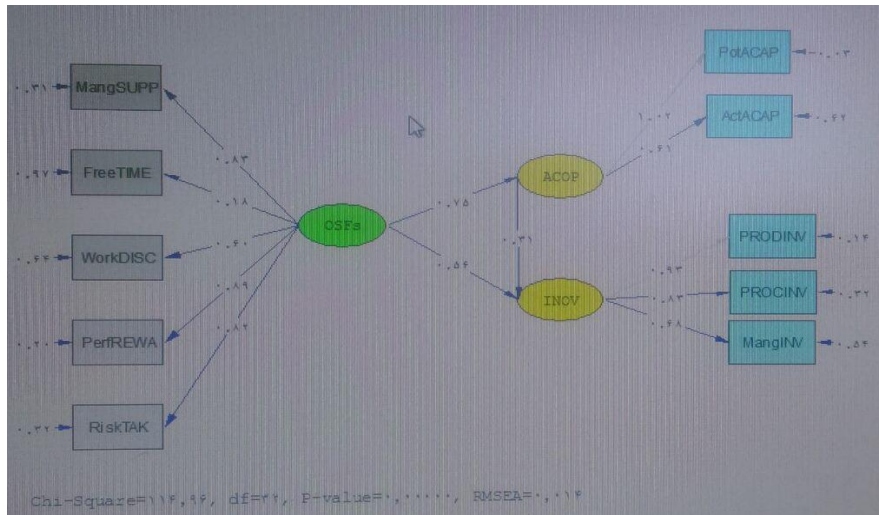 ۰.۳۱
MangSUPP
۰.۹۷
FreeTIME
۰.۶۴
WorkDISC
۰.۲۰
PerfREWA
۰.۳۲
RiskTAK
۰.۸۳
۰.۱۸
۰.۶۰
۰.۸۹
۰.۸۲
OSFs
۰.۷۵
۰.۵۴
ACOP
۰.۳۱
INOV
۱.۰۲
۰.۶۱
PotACAP
-۰.۰۳
ActACAP
۰.۶۲
۰.۹۳
۰.۸۳
۰.۶۸
PRODINV
۰.۱۴
PROCINV
۰.۳۲
MangINV
۰.۵۴
Chi-Square=۱۱۴,۹۶, df=۳۲, P-value=۰,۰۰۰۰۰, RMSEA=۰,۰۱۴